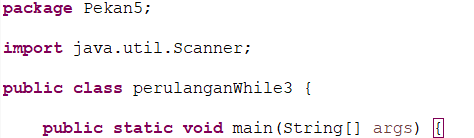 package Pekan5;
import java.util.Scanner;
public class perulanganWhile3 {
public static void main(String[] args) {